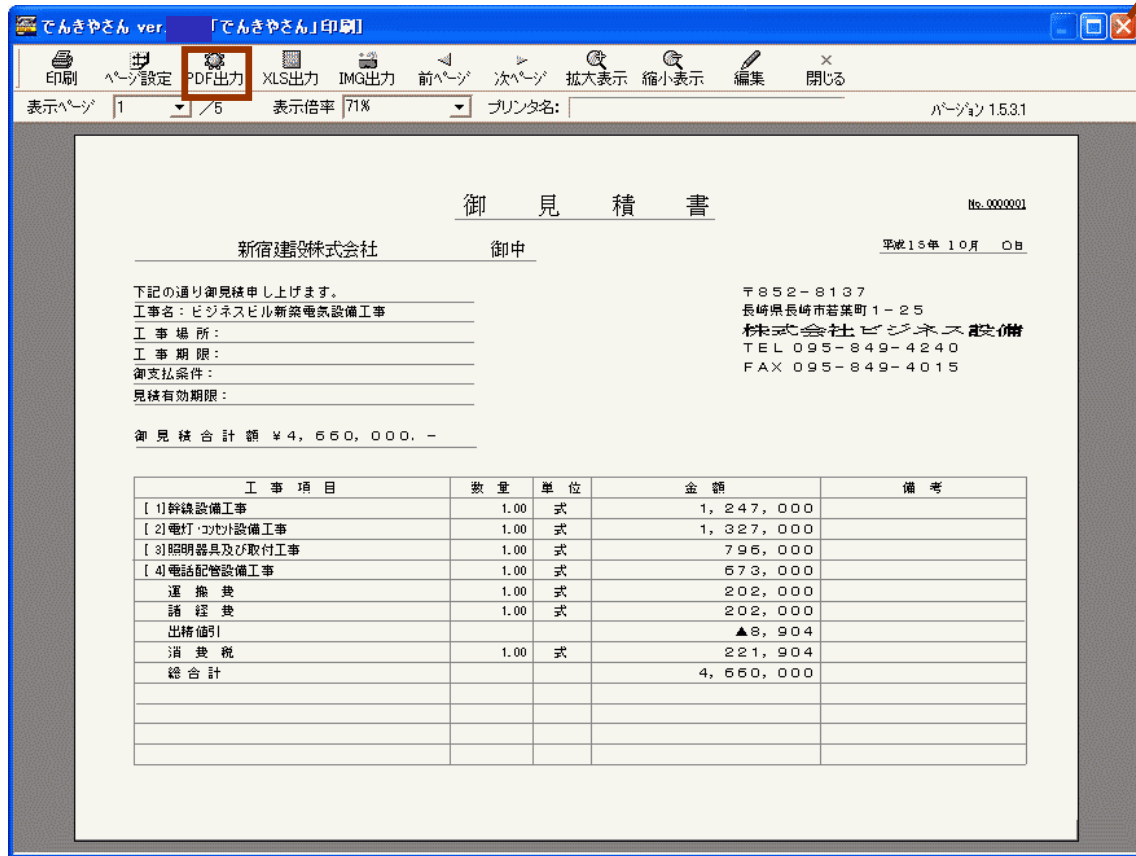 でんきやさん ver. 「でんきやさん」印刷]
印刷 ページ設定 PDF出力 XLS出力 IMG出力 前ページ 次ページ 拡大表示 縮小表示 編集 閉じる
表示ページ 1 /5 表示倍率 71% プリンタ名: バージョン 1.5.3.1
御見積書
No.0000001
新宿建設株式会社 御中
平成15年10月 0日
下記の通り御見積申し上げます。
工事名:ビジネスビル新築電気設備工事
工事場所:
工事期限:
御支払条件:
見積有効期限:
〒852-8137
長崎県長崎市若葉町1-25
株式会社ビジネス設備
TEL 095-849-4240
FAX 095-849-4015
御見積合計額 ¥4,660,000.-
工事項目 数量 単位 金額 備考
[ 1]幹線設備工事 1.00 式 1,247,000
[ 2]電灯・コンセント設備工事 1.00 式 1,327,000
[ 3]照明器具及び取付工事 1.00 式 796,000
[ 4]電話配管設備工事 1.00 式 673,000
運搬費 1.00 式 202,000
諸経費 1.00 式 202,000
出精値引 ▲8,904
消費税 1.00 式 221,904
総合計 4,660,000